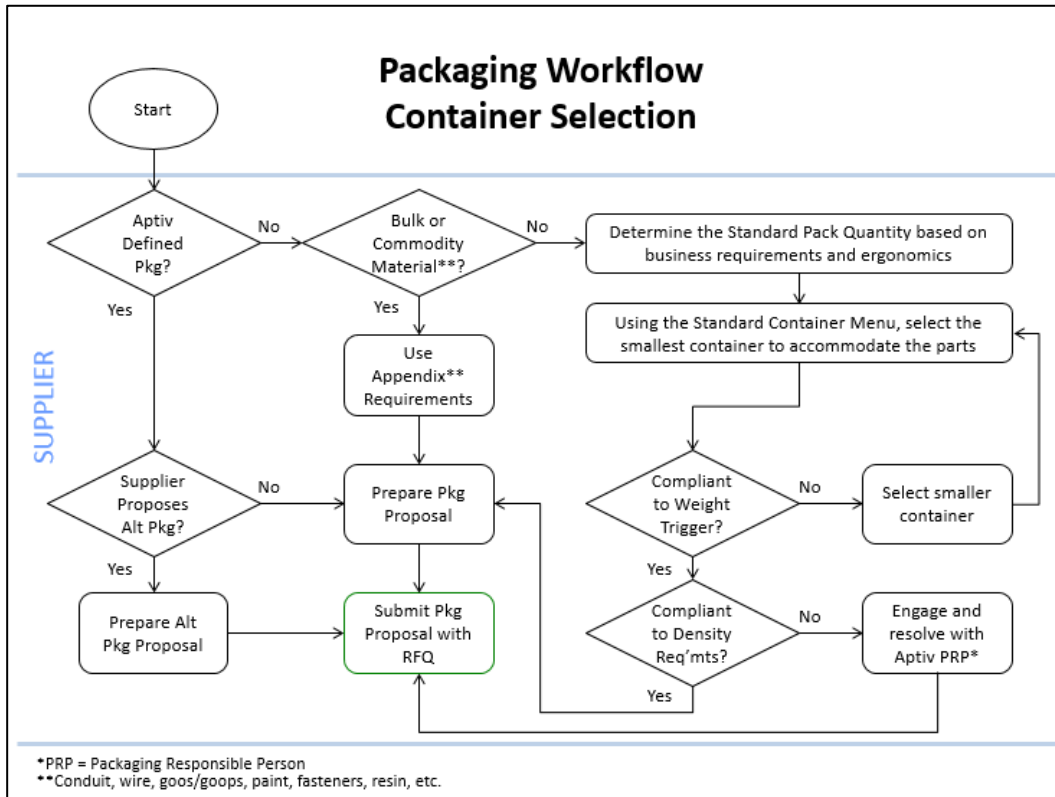 Packaging Workflow
Container Selection
Start
Aptiv
Defined
Pkg?
No
Yes
Bulk or
Commodity
Material**?
No
Yes
Determine the Standard Pack Quantity based on
business requirements and ergonomics
Using the Standard Container Menu, select the
smallest container to accommodate the parts
Use
Appendix**
Requirements
SUPPLIER
Supplier
Proposes
Alt Pkg?
No
Yes
Prepare Pkg
Proposal
Compliant
to Weight
Trigger?
No
Yes
Select smaller
container
Prepare Alt
Pkg Proposal
Submit Pkg
Proposal with
RFQ
Compliant
to Density
Req'mts?
No
Yes
Engage and
resolve with
Aptiv PRP*
*PRP = Packaging Responsible Person
**Conduit, wire, goos/goops, paint, fasteners, resin, etc.